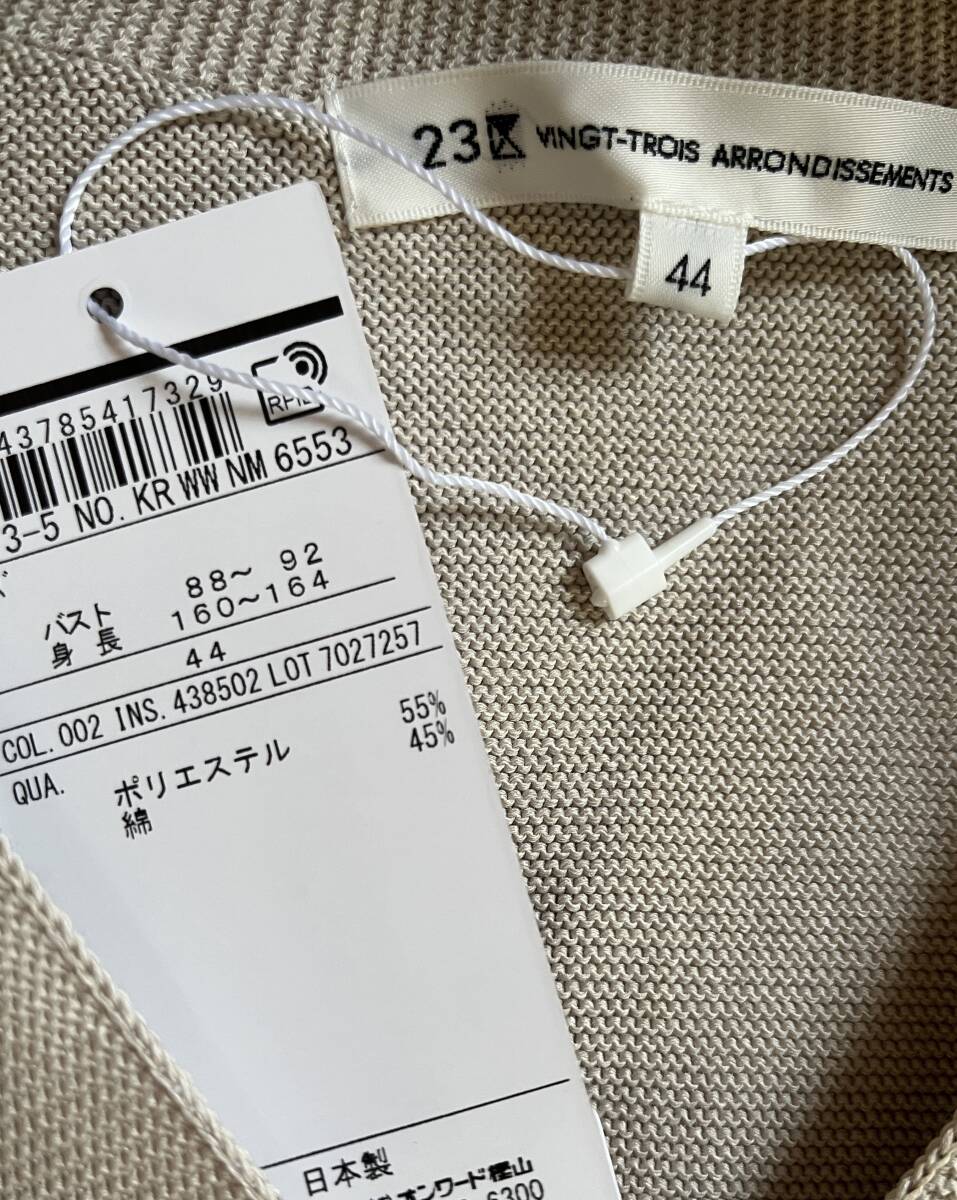 23区 VINGT-TROIS ARRONDISSEMENTS
44
43785417329
3-5 NO. KR WW NM 6553
バスト 88～ 92
身長 160～164
44
COL. 002 INS. 438502 LOT 7027257
QUA. ポリエステル 55%
綿 45%
日本製
オンワード樫山
6300